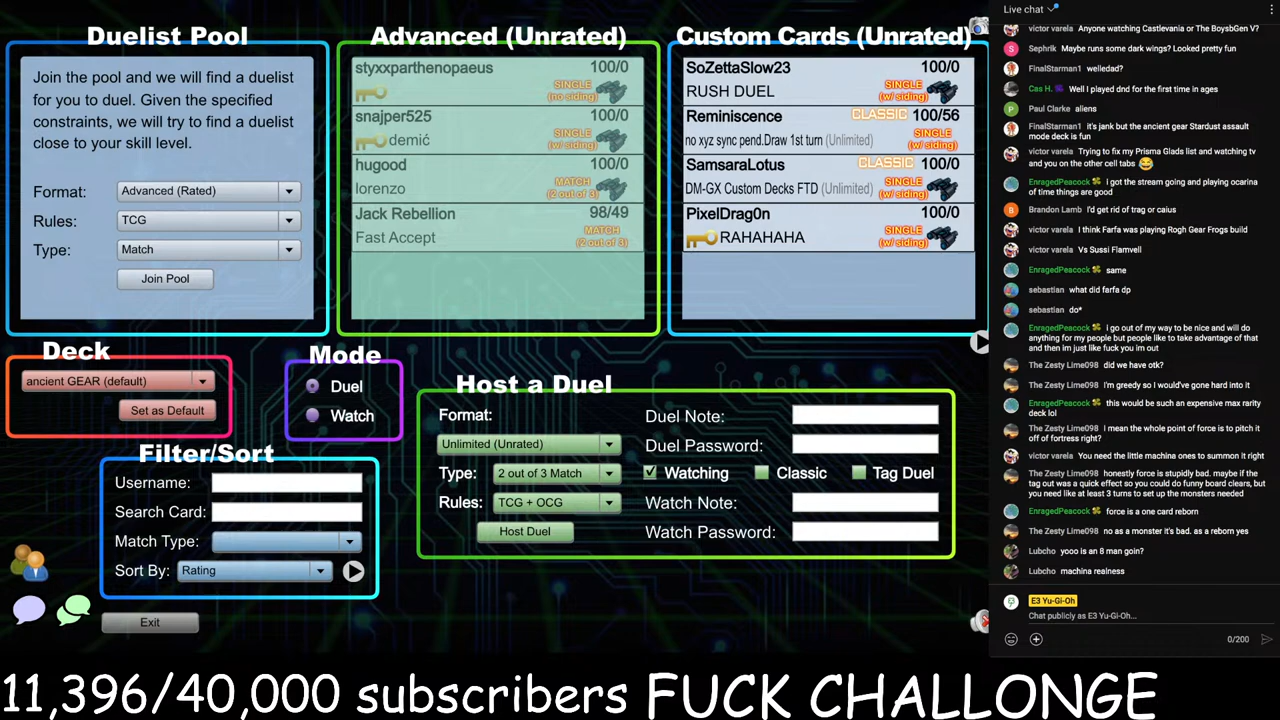 Duelist Pool
Join the pool and we will find a duelist
for you to duel. Given the specified
constraints, we will try to find a duelist
close to your skill level.
Format: Advanced (Rated)
Rules: TCG
Type: Match
Join Pool
Advanced (Unrated)
styxxparthenopaeus 100/0
SINGLE
(no siding)
snajper525 100/0
demić SINGLE
(w/ siding)
hugood 100/0
lorenzo MATCH
(2 out of 3)
Jack Rebellion 98/49
Fast Accept MATCH
(2 out of 3)
Custom Cards (Unrated)
SoZettaSlow23 100/0
RUSH DUEL SINGLE
(w/ siding)
Reminiscence CLASSIC 100/56
no xyz sync pend.Draw 1st turn (Unlimited) SINGLE
(w/ siding)
SamsaraLotus CLASSIC 100/0
DM-GX Custom Decks FTD (Unlimited) SINGLE
(w/ siding)
PixelDrag0n 100/0
RAHAHAHA SINGLE
(w/ siding)
Deck
ancient GEAR (default)
Set as Default
Mode
Duel
Watch
Filter/Sort
Username:
Search Card:
Match Type:
Sort By: Rating
Exit
Host a Duel
Format:
Unlimited (Unrated)
Type: 2 out of 3 Match
Rules: TCG + OCG
Host Duel
Duel Note:
Duel Password:
Watching Classic Tag Duel
Watch Note:
Watch Password:
Live chat
victor varela Anyone watching Castlevania or The BoysbGen V?
Sephrik Maybe runs some dark wings? Looked pretty fun
FinalStarman1 welledad?
Cas H. Well I played dnd for the first time in ages
Paul Clarke aliens
FinalStarman1 it's jank but the ancient gear Stardust assault
mode deck is fun
victor varela Trying to fix my Prisma Glads list and watching tv
and you on the other cell tabs 😂
EnragedPeacock i got the stream going and playing ocarina
of time things are good
Brandon Lamb I'd get rid of trag or caius
victor varela I think Farfa was playing Rogh Gear Frogs build
victor varela Vs Sussi Flamvell
EnragedPeacock same
sebastian what did farfa dp
sebastian do*
EnragedPeacock I go out of my way to be nice and will do
anything for my people but people like to take advantage of that
and then im just like fuck you im out
The Zesty Lime098 did we have otk?
The Zesty Lime098 I'm greedy so I would've gone hard into it
EnragedPeacock this would be such an expensive max rarity
deck lol
The Zesty Lime098 I mean the whole point of force is to pitch it
off of fortress right?
victor varela You need the little machina ones to summon it right
The Zesty Lime098 honestly force is stupidly bad. maybe if the
tag out was a quick effect so you could do funny board clears, but
you need like at least 3 turns to set up the monsters needed
EnragedPeacock force is a one card reborn
The Zesty Lime098 no as a monster it's bad. as a reborn yes
Lubcho yooo is an 8 man goin?
Lubcho machina realness
E3 Yu-Gi-Oh
Chat publicly as E3 Yu-Gi-Oh...
0/200
11,396/40,000 subscribers FUCK CHALLONGE